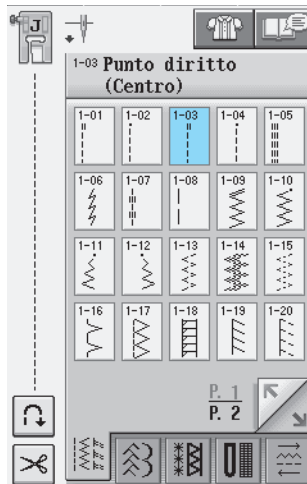 J
1-03 Punto diritto
(Centro)
1-01 1-02 1-03 1-04 1-05
1-06 1-07 1-08 1-09 1-10
1-11 1-12 1-13 1-14 1-15
1-16 1-17 1-18 1-19 1-20
P. 1
P. 2